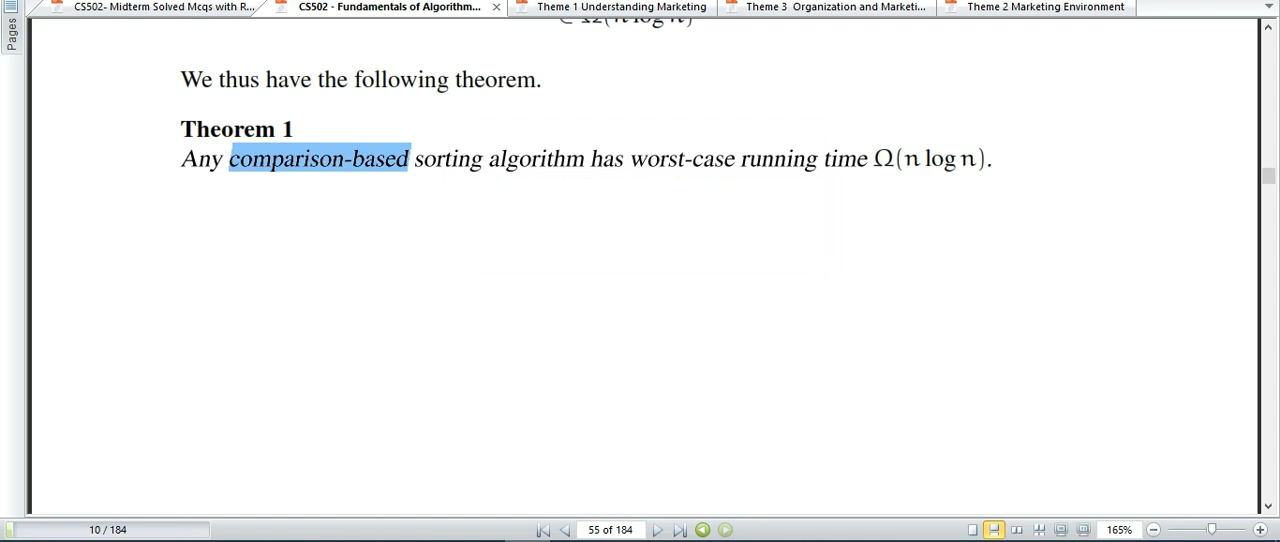 CS502- Midterm Solved Mcqs with R...
CS502 - Fundamentals of Algorithm...
Theme 1 Understanding Marketing
Theme 3 Organization and Marketi...
Theme 2 Marketing Environment
Pages
∈ Ω(n log n)
We thus have the following theorem.
Theorem 1
Any comparison-based sorting algorithm has worst-case running time Ω(n log n).
10 / 184
55 of 184
165%